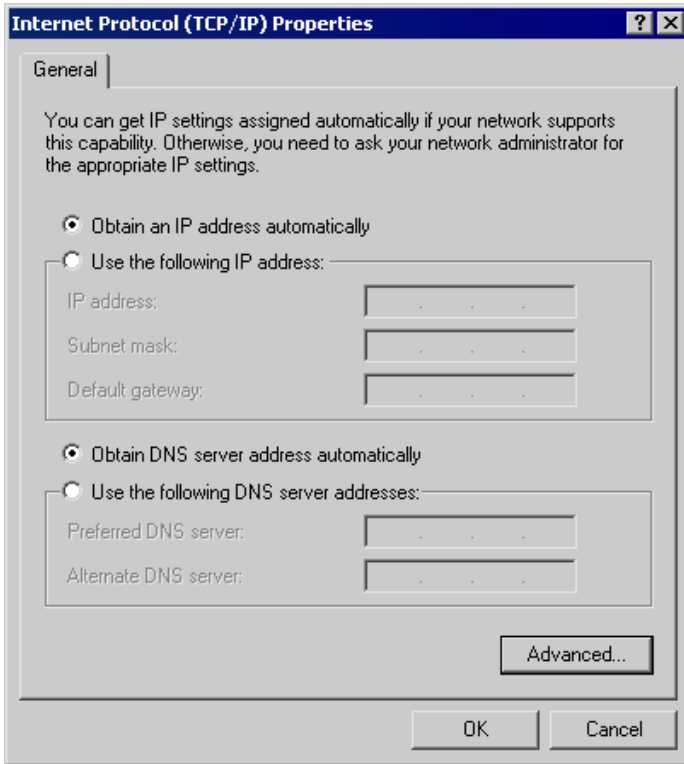 Internet Protocol (TCP/IP) Properties
General
You can get IP settings assigned automatically if your network supports
this capability. Otherwise, you need to ask your network administrator for
the appropriate IP settings.
Obtain an IP address automatically
Use the following IP address:
IP address:
Subnet mask:
Default gateway:
Obtain DNS server address automatically
Use the following DNS server addresses:
Preferred DNS server:
Alternate DNS server:
Advanced...
OK Cancel